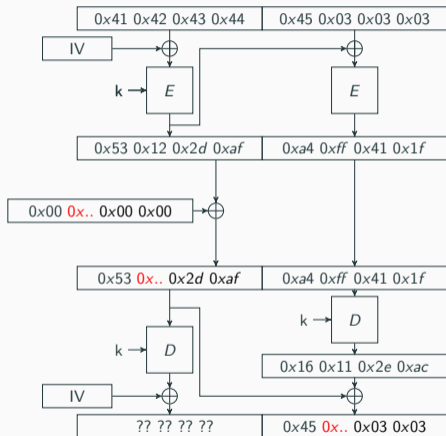 0x41 0x42 0x43 0x44 0x45 0x03 0x03 0x03
IV
k E E
0x53 0x12 0x2d 0xaf 0xa4 0xff 0x41 0x1f
0x00 0x.. 0x00 0x00
0x53 0x.. 0x2d 0xaf 0xa4 0xff 0x41 0x1f
k D
k D
0x16 0x11 0x2e 0xac
IV
?? ?? ?? ?? 0x45 0x.. 0x03 0x03